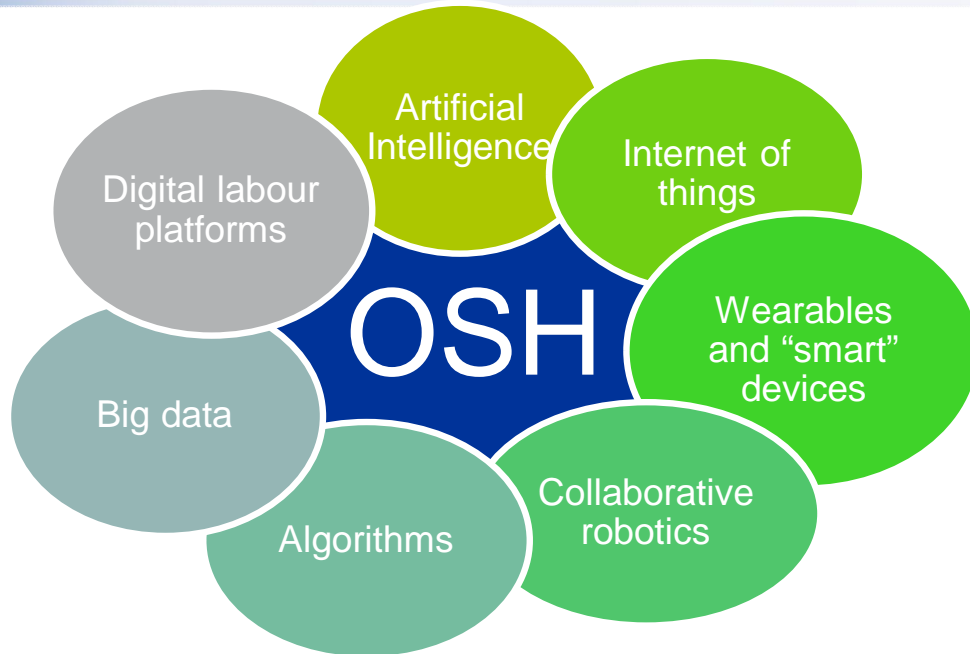 Artificial
Intelligence
Internet of
things
Digital labour
platforms
OSH
Wearables
and “smart”
devices
Big data
Collaborative
robotics
Algorithms